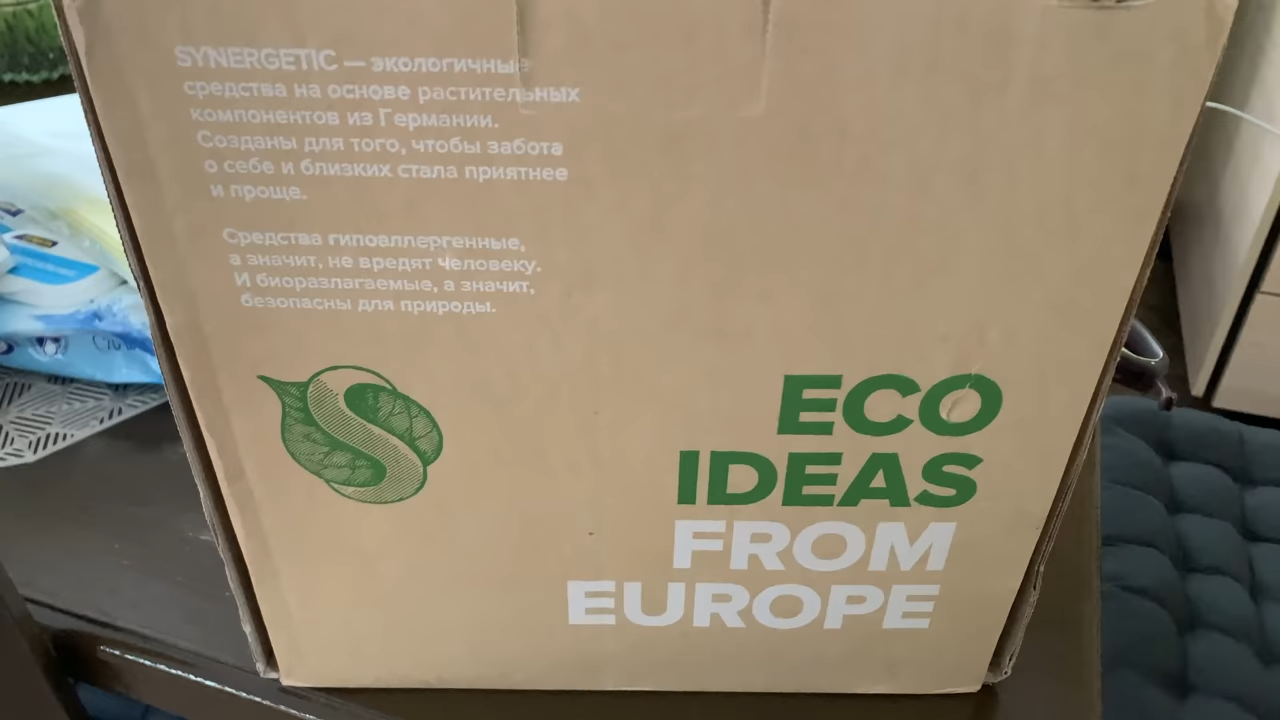 SYNERGETIC — экологичные
средства на основе растительных
компонентов из Германии.
Созданы для того, чтобы забота
о себе и близких стала приятнее
и проще.
Средства гипоаллергенные,
а значит, не вредят человеку.
И биоразлагаемые, а значит,
безопасны для природы.
ECO
IDEAS
FROM
EUROPE